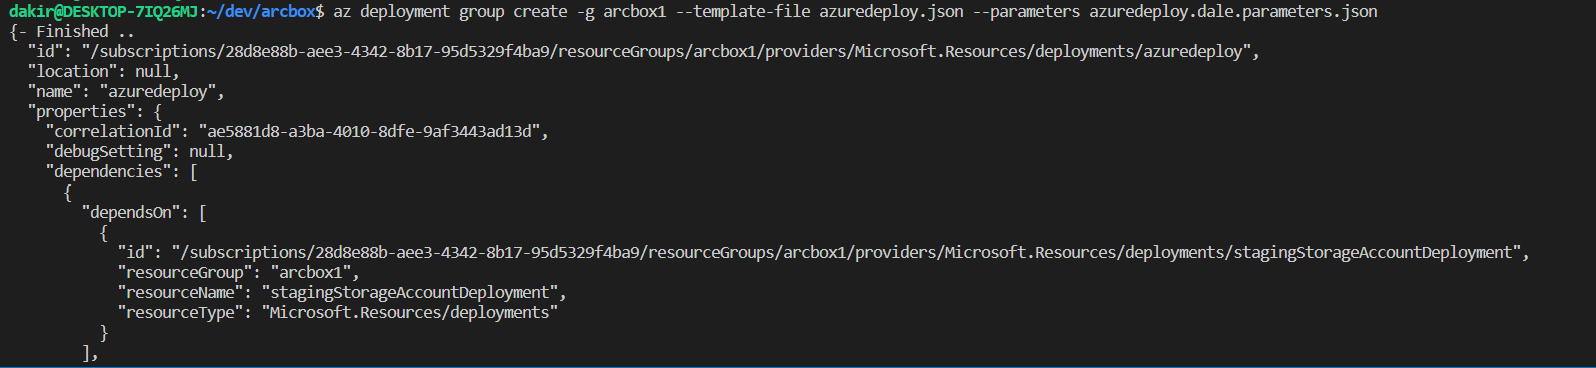 dakir@DESKTOP-7IQ26MJ:~/dev/arcbox$ az deployment group create -g arcbox1 --template-file azuredeploy.json --parameters azuredeploy.dale.parameters.json
{- Finished ..
  "id": "/subscriptions/28d8e88b-aee3-4342-8b17-95d5329f4ba9/resourceGroups/arcbox1/providers/Microsoft.Resources/deployments/azuredeploy",
  "location": null,
  "name": "azuredeploy",
  "properties": {
    "correlationId": "ae5881d8-a3ba-4010-8dfe-9af3443ad13d",
    "debugSetting": null,
    "dependencies": [
      {
        "dependsOn": [
          {
            "id": "/subscriptions/28d8e88b-aee3-4342-8b17-95d5329f4ba9/resourceGroups/arcbox1/providers/Microsoft.Resources/deployments/stagingStorageAccountDeployment",
            "resourceGroup": "arcbox1",
            "resourceName": "stagingStorageAccountDeployment",
            "resourceType": "Microsoft.Resources/deployments"
          }
        ],